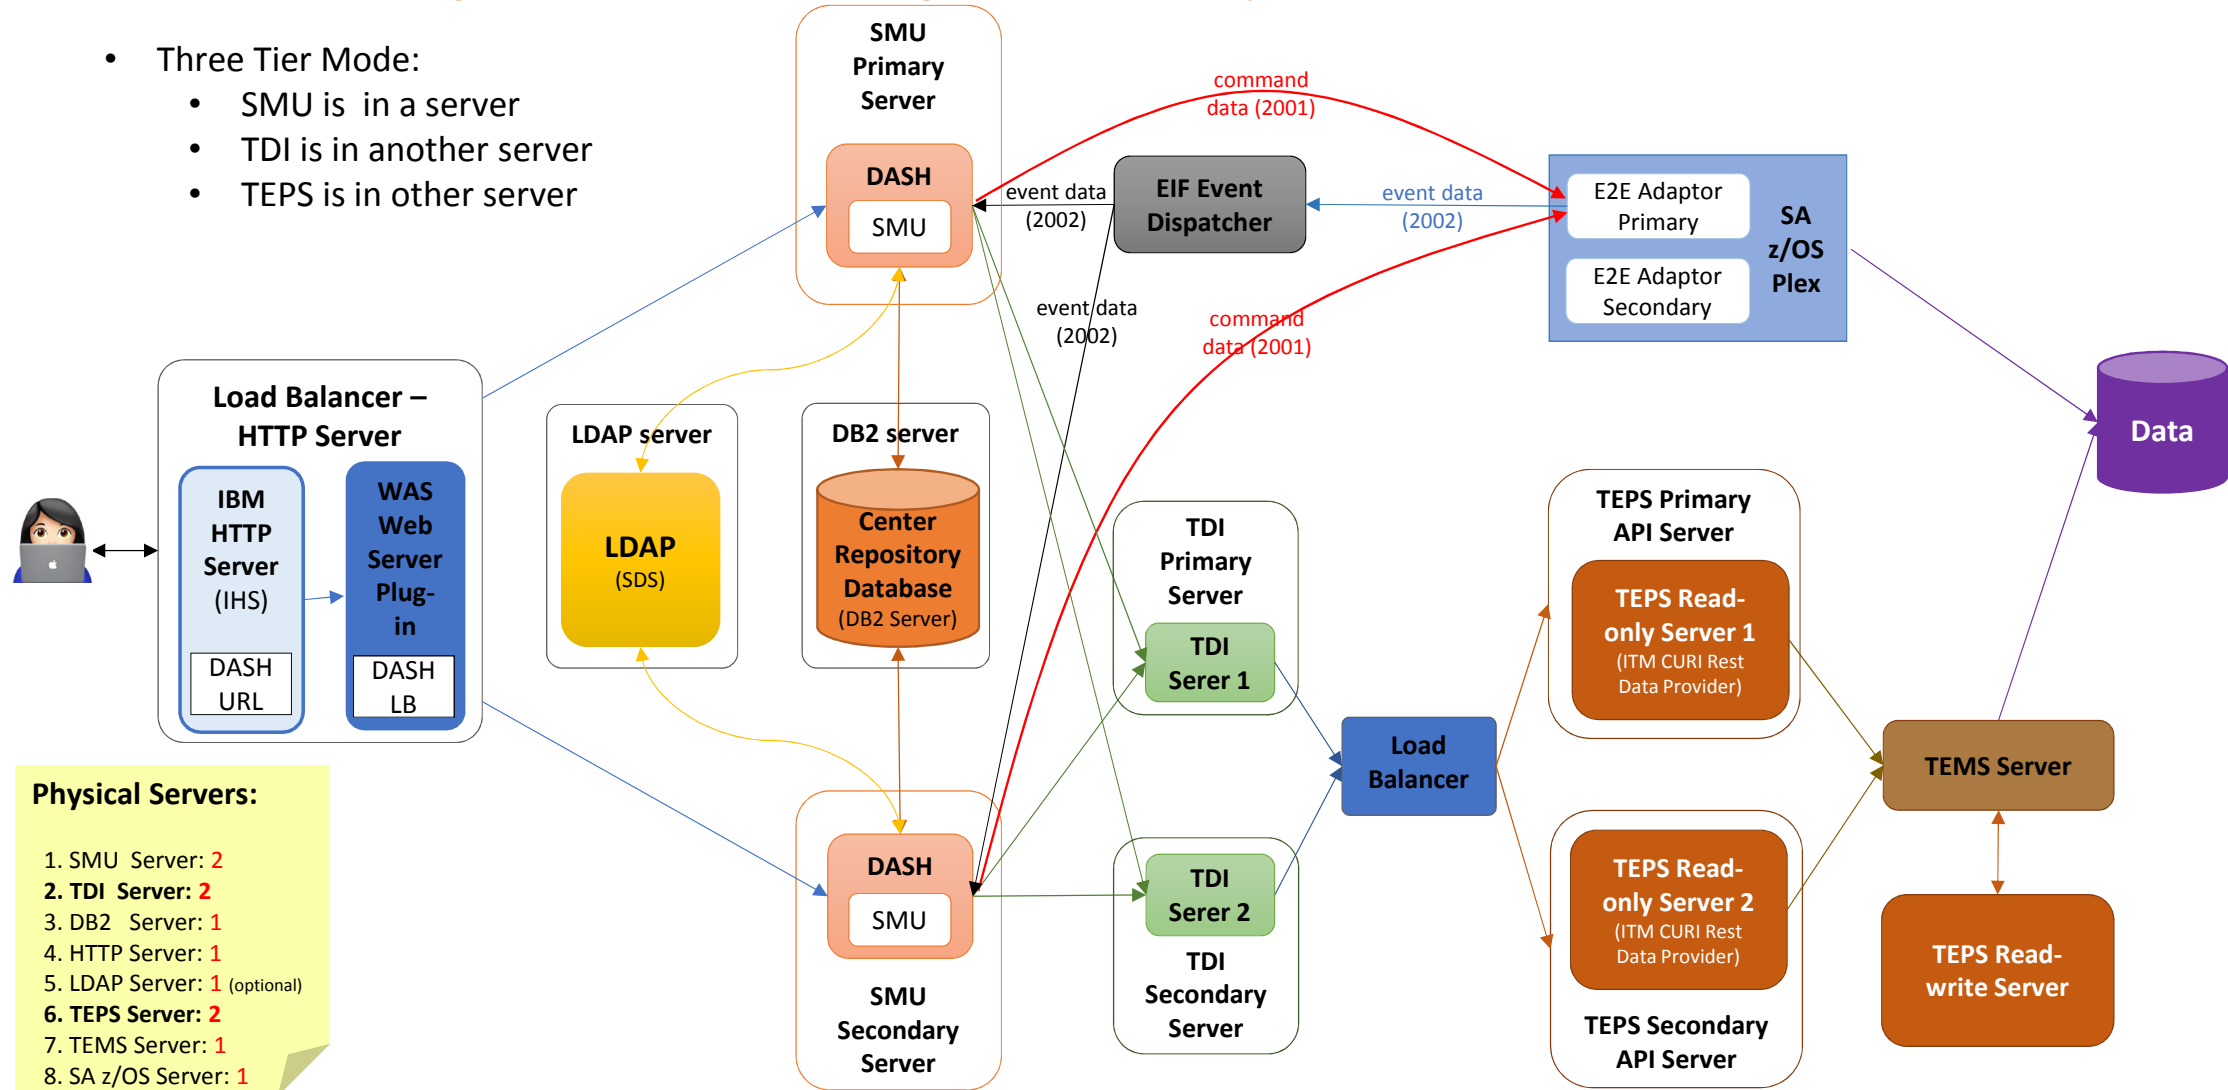 • Three Tier Mode:
• SMU is in a server
• TDI is in another server
• TEPS is in other server
SMU
Primary
Server
DASH
SMU
command
data (2001)
event data
(2002)
EIF Event
Dispatcher
event data
(2002)
E2E Adaptor
Primary
E2E Adaptor
Secondary
SA
z/OS
Plex
event data
(2002)
command
data (2001)
Load Balancer –
HTTP Server
IBM
HTTP
Server
(IHS)
DASH
URL
WAS
Web
Server
Plug-
in
DASH
LB
LDAP server
LDAP
(SDS)
DB2 server
Center
Repository
Database
(DB2 Server)
Data
TDI
Primary
Server
TDI
Serer 1
TEPS Primary
API Server
TEPS Read-
only Server 1
(ITM CURI Rest
Data Provider)
Load
Balancer
TEMS Server
Physical Servers:
1. SMU Server: 2
2. TDI Server: 2
3. DB2 Server: 1
4. HTTP Server: 1
5. LDAP Server: 1 (optional)
6. TEPS Server: 2
7. TEMS Server: 1
8. SA z/OS Server: 1
DASH
SMU
SMU
Secondary
Server
TDI
Serer 2
TDI
Secondary
Server
TEPS Read-
only Server 2
(ITM CURI Rest
Data Provider)
TEPS Secondary
API Server
TEPS Read-
write Server